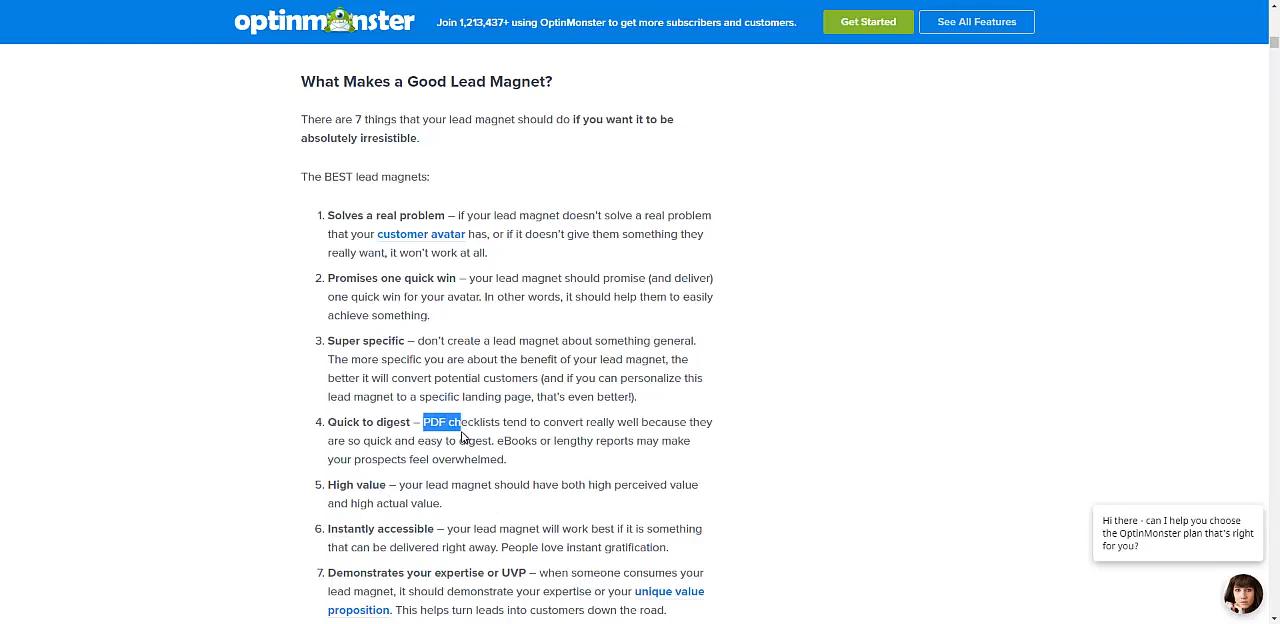 optinmonster
Join 1,213,437+ using OptinMonster to get more subscribers and customers.
Get Started
See All Features
What Makes a Good Lead Magnet?
There are 7 things that your lead magnet should do if you want it to be
absolutely irresistible.
The BEST lead magnets:
1. Solves a real problem – if your lead magnet doesn't solve a real problem
that your customer avatar has, or if it doesn't give them something they
really want, it won't work at all.
2. Promises one quick win – your lead magnet should promise (and deliver)
one quick win for your avatar. In other words, it should help them to easily
achieve something.
3. Super specific – don't create a lead magnet about something general.
The more specific you are about the benefit of your lead magnet, the
better it will convert potential customers (and if you can personalize this
lead magnet to a specific landing page, that's even better!).
4. Quick to digest – PDF checklists tend to convert really well because they
are so quick and easy to digest. eBooks or lengthy reports may make
your prospects feel overwhelmed.
5. High value – your lead magnet should have both high perceived value
and high actual value.
6. Instantly accessible – your lead magnet will work best if it is something
that can be delivered right away. People love instant gratification.
7. Demonstrates your expertise or UVP – when someone consumes your
lead magnet, it should demonstrate your expertise or your unique value
proposition. This helps turn leads into customers down the road.
Hi there - can I help you choose
the OptinMonster plan that's right
for you?